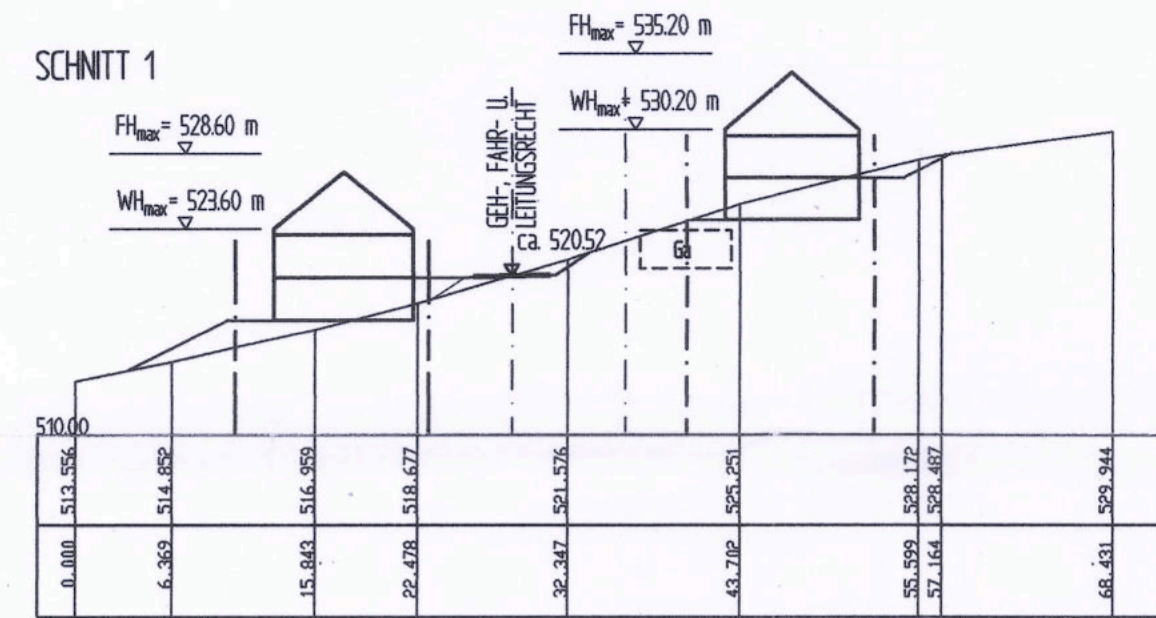 SCHNITT 1
FHmax= 528.60 m
WHmax= 523.60 m
GEH-, FAHR- U.
LEITUNGSRECHT
ca. 520.52
FHmax= 535.20 m
WHmax= 530.20 m
Ga
510.00
513.556
514.852
516.959
518.677
521.576
525.251
528.172
528.487
529.944
0.000
6.369
15.843
22.478
32.347
43.702
55.599
57.164
68.431